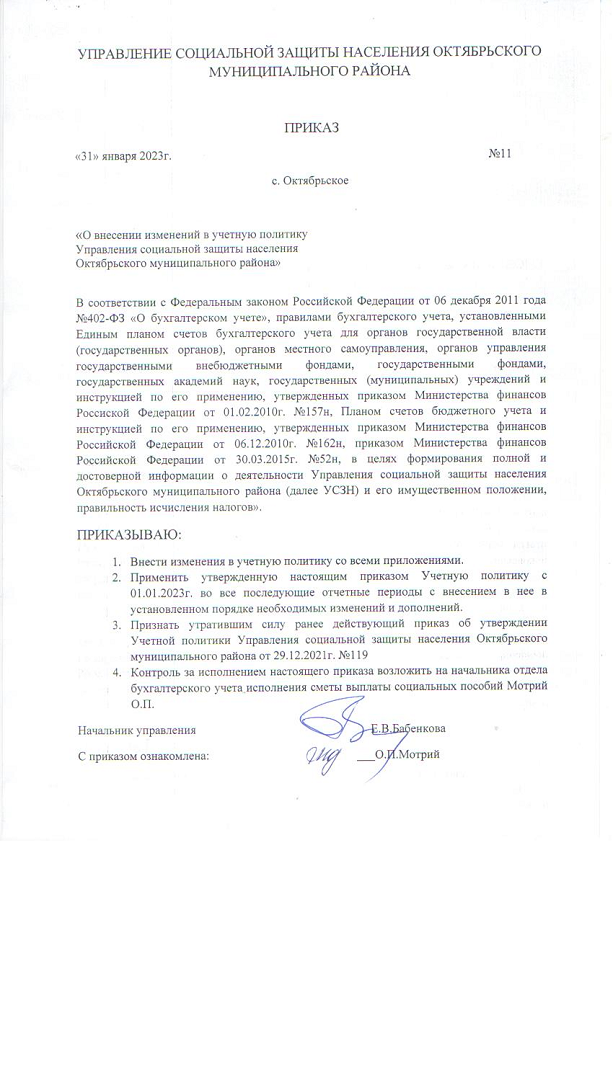 УПРАВЛЕНИЕ СОЦИАЛЬНОЙ ЗАЩИТЫ НАСЕЛЕНИЯ ОКТЯБРЬСКОГО
МУНИЦИПАЛЬНОГО РАЙОНА
ПРИКАЗ
«31» января 2023г. №11
с. Октябрьское
«О внесении изменений в учетную политику
Управления социальной защиты населения
Октябрьского муниципального района»
В соответствии с Федеральным законом Российской Федерации от 06 декабря 2011 года
№402-ФЗ «О бухгалтерском учете», правилами бухгалтерского учета, установленными
Единым планом счетов бухгалтерского учета для органов государственной власти
(государственных органов), органов местного самоуправления, органов управления
государственными внебюджетными фондами, государственными фондами,
государственных академий наук, государственных (муниципальных) учреждений и
инструкцией по его применению, утвержденных приказом Министерства финансов
Российской Федерации от 01.02.2010г. №157н, Планом счетов бюджетного учета и
инструкцией по его применению, утвержденных приказом Министерства финансов
Российской Федерации от 06.12.2010г. №162н, приказом Министерства финансов
Российской Федерации от 30.03.2015г. №52н, в целях формирования полной и
достоверной информации о деятельности Управления социальной защиты населения
Октябрьского муниципального района (далее УСЗН) и его имущественном положении,
правильность исчисления налогов».
ПРИКАЗЫВАЮ:
1. Внести изменения в учетную политику со всеми приложениями.
2. Применить утвержденную настоящим приказом Учетную политику с
01.01.2023г. во все последующие отчетные периоды с внесением в нее в
установленном порядке необходимых изменений и дополнений.
3. Признать утратившим силу ранее действующий приказ об утверждении
Учетной политики Управления социальной защиты населения Октябрьского
муниципального района от 29.12.2021г. №119
4. Контроль за исполнением настоящего приказа возложить на начальника отдела
бухгалтерского учета исполнения сметы выплаты социальных пособий Мотрий
О.П.
Начальник управления Е.В.Бабенкова
С приказом ознакомлена: ___О.П.Мотрий